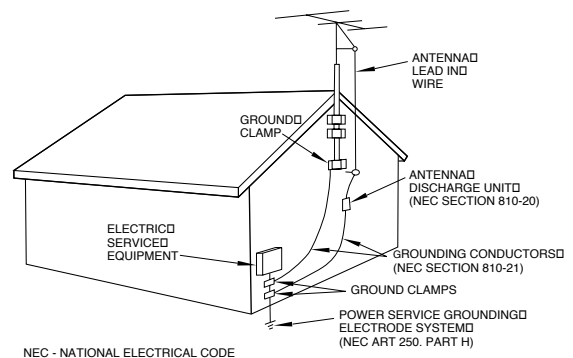 ANTENNA□
LEAD IN□
WIRE
GROUND□
CLAMP
ANTENNA□
DISCHARGE UNIT□
(NEC SECTION 810-20)
ELECTRIC□
SERVICE□
EQUIPMENT
GROUNDING CONDUCTORS□
(NEC SECTION 810-21)
GROUND CLAMPS
POWER SERVICE GROUNDING□
ELECTRODE SYSTEM□
(NEC ART 250. PART H)
NEC - NATIONAL ELECTRICAL CODE